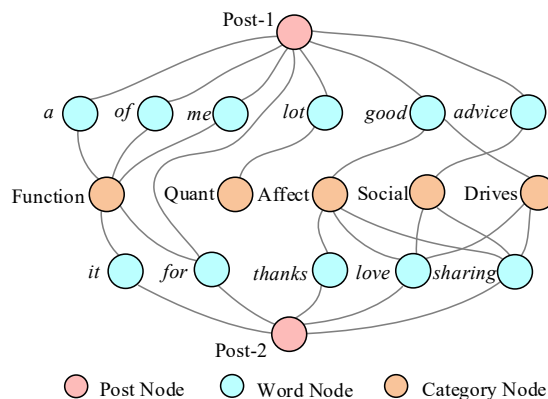 Post-1
a of me lot good advice
Function Quant Affect Social Drives
it for thanks love sharing
Post-2
Post Node Word Node Category Node